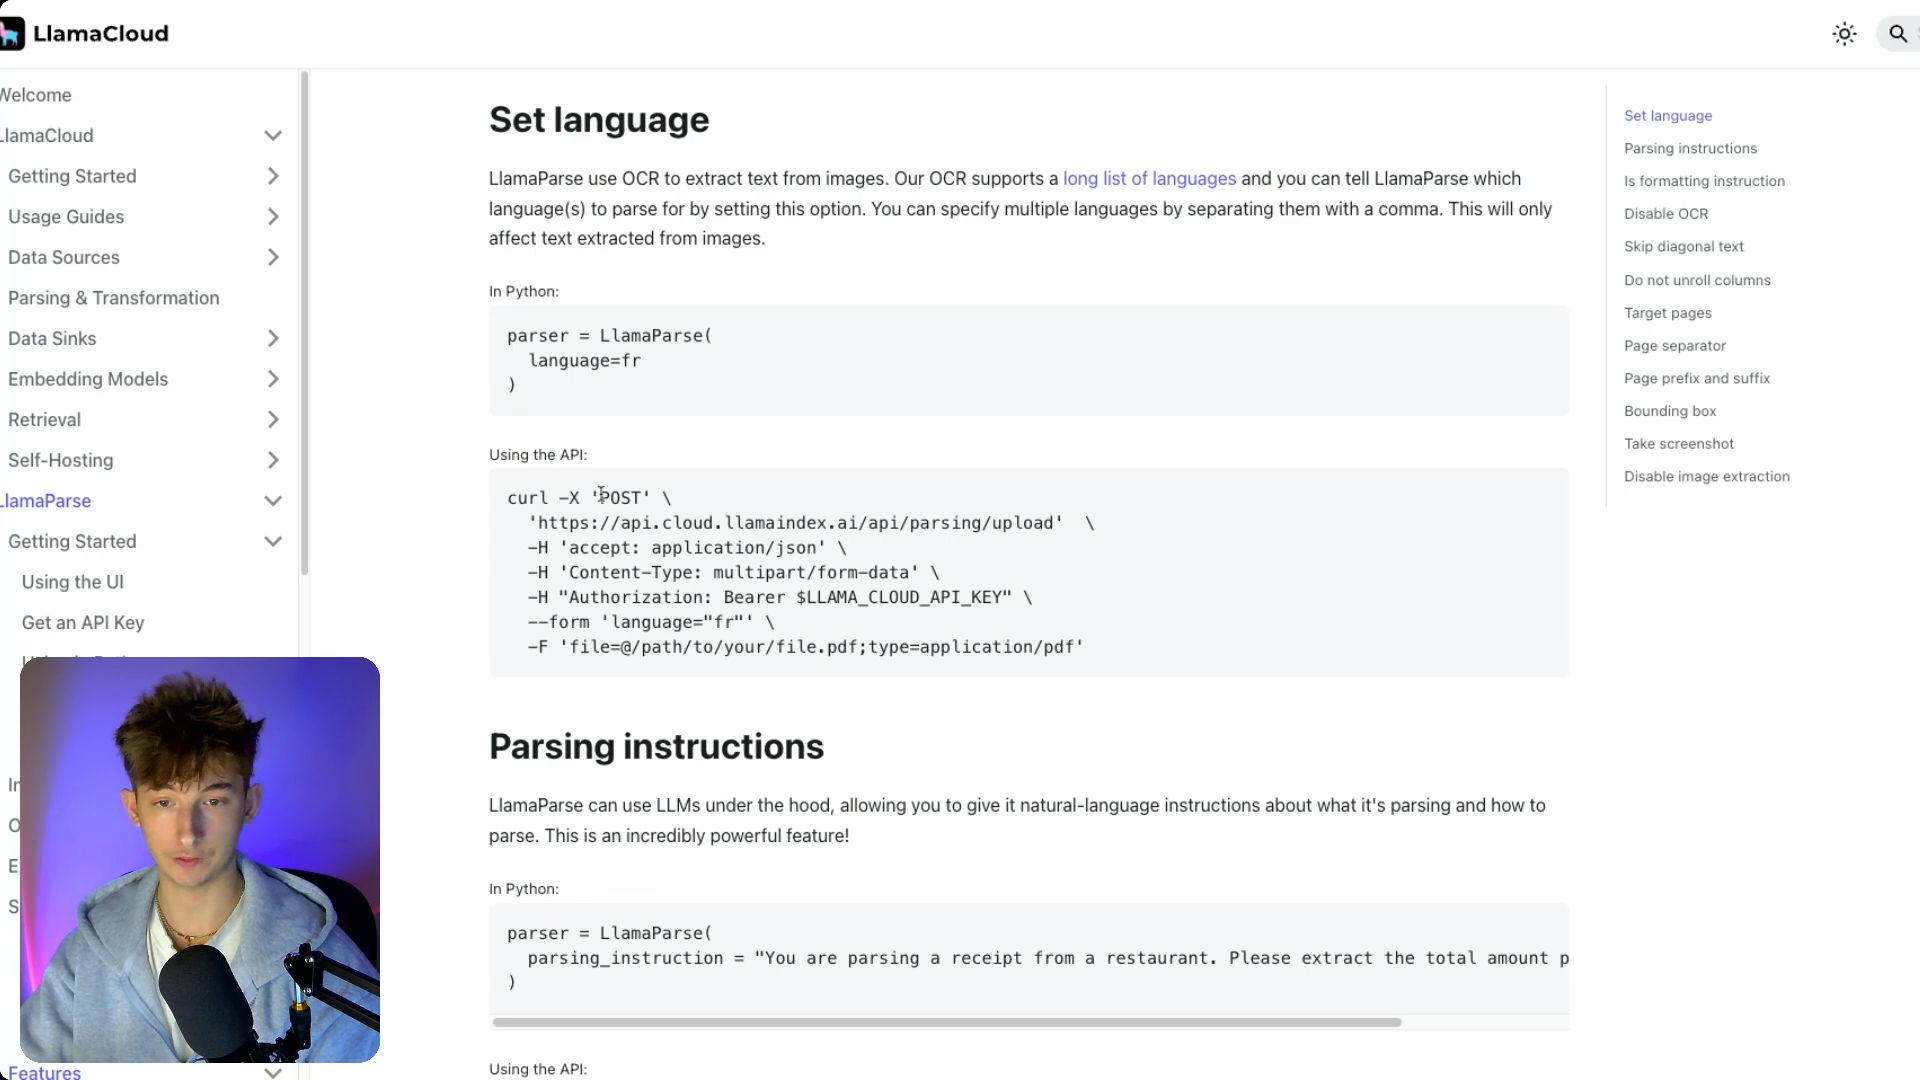 LlamaCloud
Welcome
LlamaCloud
Getting Started
Usage Guides
Data Sources
Parsing & Transformation
Data Sinks
Embedding Models
Retrieval
Self-Hosting
LlamaParse
Getting Started
Using the UI
Get an API Key
Features
Set language
LlamaParse use OCR to extract text from images. Our OCR supports a long list of languages and you can tell LlamaParse which
language(s) to parse for by setting this option. You can specify multiple languages by separating them with a comma. This will only
affect text extracted from images.
In Python:
parser = LlamaParse(
language=fr
)
Using the API:
curl -X 'POST' \
'https://api.cloud.llamaindex.ai/api/parsing/upload' \
-H 'accept: application/json' \
-H 'Content-Type: multipart/form-data' \
-H "Authorization: Bearer $LLAMA_CLOUD_API_KEY" \
--form 'language="fr"' \
-F 'file=@/path/to/your/file.pdf;type=application/pdf'
Parsing instructions
LlamaParse can use LLMs under the hood, allowing you to give it natural-language instructions about what it's parsing and how to
parse. This is an incredibly powerful feature!
In Python:
parser = LlamaParse(
parsing_instruction = "You are parsing a receipt from a restaurant. Please extract the total amount p
)
Using the API:
Set language
Parsing instructions
Is formatting instruction
Disable OCR
Skip diagonal text
Do not unroll columns
Target pages
Page separator
Page prefix and suffix
Bounding box
Take screenshot
Disable image extraction